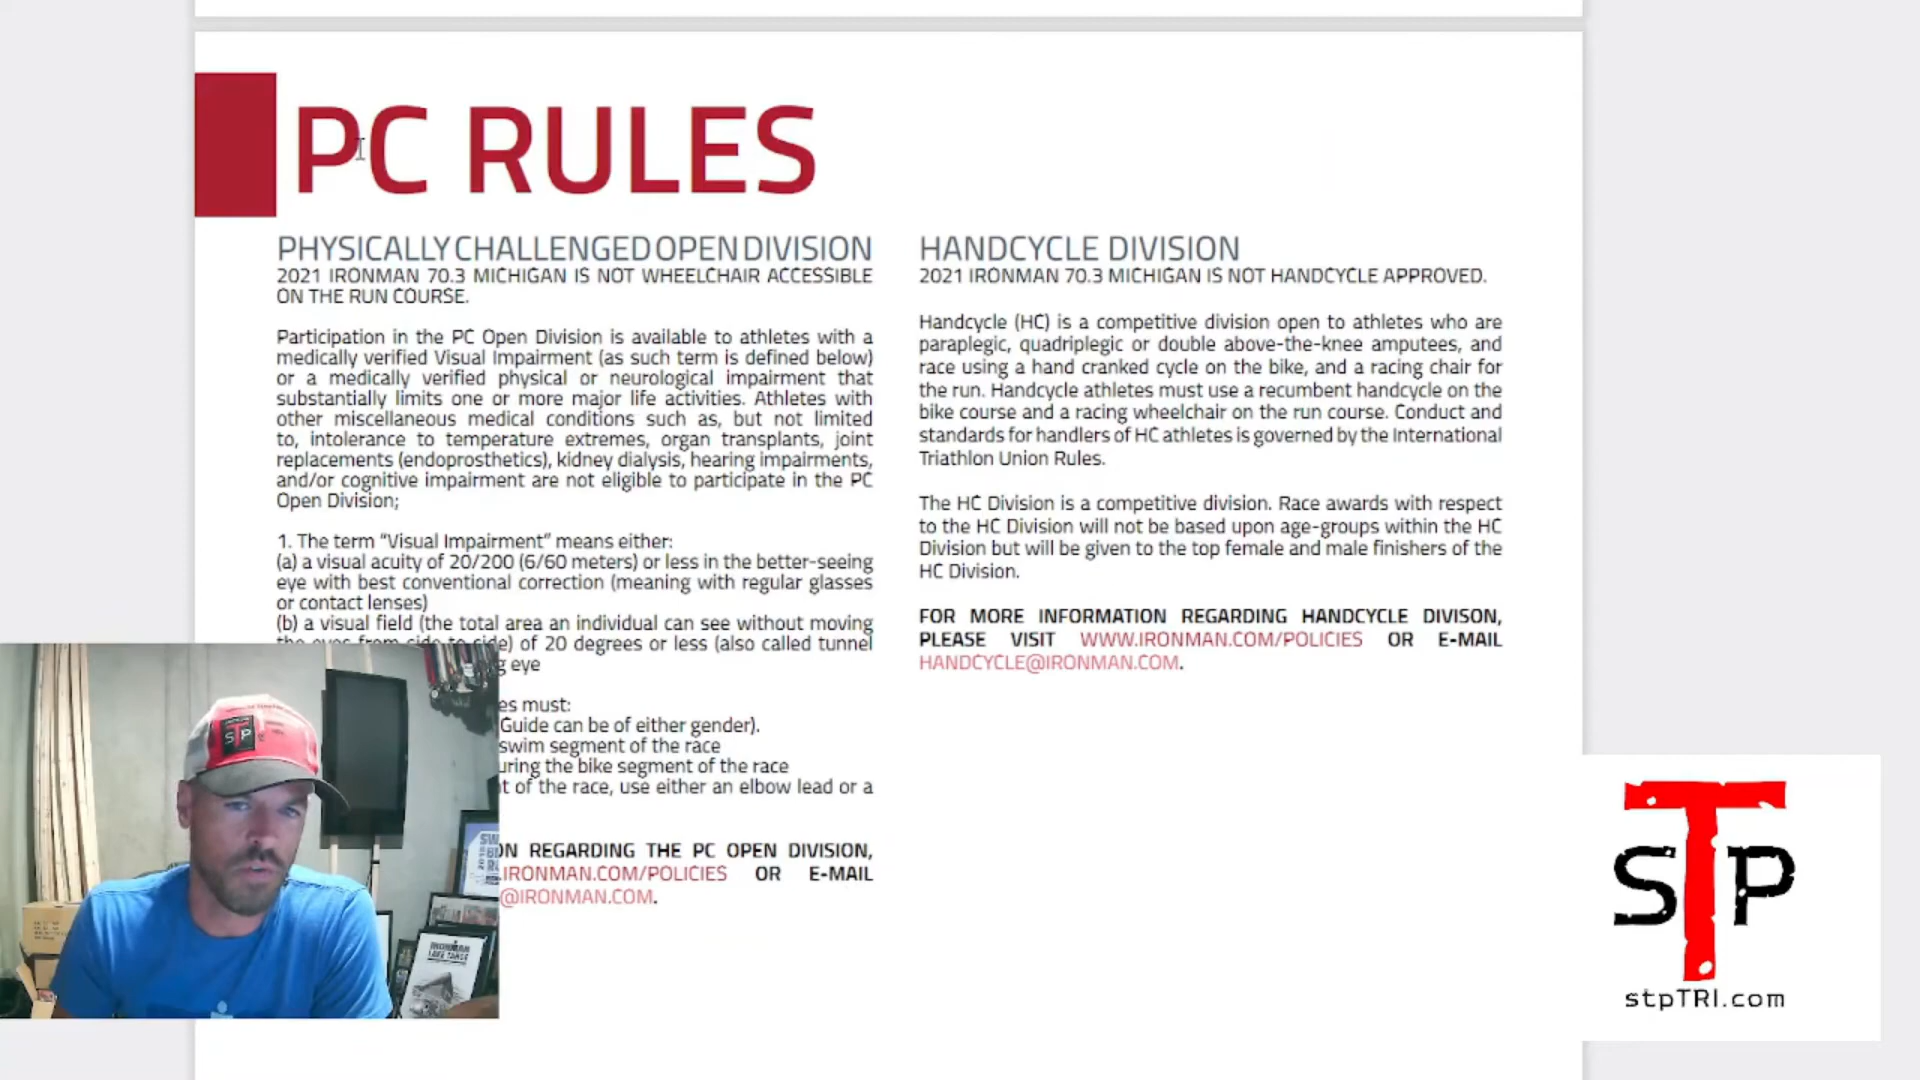 PC RULES
PHYSICALLY CHALLENGED OPEN DIVISION
2021 IRONMAN 70.3 MICHIGAN IS NOT WHEELCHAIR ACCESSIBLE
ON THE RUN COURSE.
Participation in the PC Open Division is available to athletes with a
medically verified Visual Impairment (as such term is defined below)
or a medically verified physical or neurological impairment that
substantially limits one or more major life activities. Athletes with
other miscellaneous medical conditions such as, but not limited
to, intolerance to temperature extremes, organ transplants, joint
replacements (endoprosthetics), kidney dialysis, hearing impairments,
and/or cognitive impairment are not eligible to participate in the PC
Open Division;
1. The term “Visual Impairment” means either:
(a) a visual acuity of 20/200 (6/60 meters) or less in the better-seeing
eye with best conventional correction (meaning with regular glasses
or contact lenses)
(b) a visual field (the total area an individual can see without moving
the eyes from side to side) of 20 degrees or less (also called tunnel
eye
must:
Guide can be of either gender).
swim segment of the race
the bike segment of the race
of the race, use either an elbow lead or a
REGARDING THE PC OPEN DIVISION,
IRONMAN.COM/POLICIES OR E-MAIL
@IRONMAN.COM.
HANDCYCLE DIVISION
2021 IRONMAN 70.3 MICHIGAN IS NOT HANDCYCLE APPROVED.
Handcycle (HC) is a competitive division open to athletes who are
paraplegic, quadriplegic or double above-the-knee amputees, and
race using a hand cranked cycle on the bike, and a racing chair for
the run. Handcycle athletes must use a recumbent handcycle on the
bike course and a racing wheelchair on the run course. Conduct and
standards for handlers of HC athletes is governed by the International
Triathlon Union Rules.
The HC Division is a competitive division. Race awards with respect
to the HC Division will not be based upon age-groups within the HC
Division but will be given to the top female and male finishers of the
HC Division.
FOR MORE INFORMATION REGARDING HANDCYCLE DIVISON,
PLEASE VISIT WWW.IRONMAN.COM/POLICIES OR E-MAIL
HANDCYCLE@IRONMAN.COM.
STP
IRONMAN
LAKE TAHOE
STP
stpTRI.com